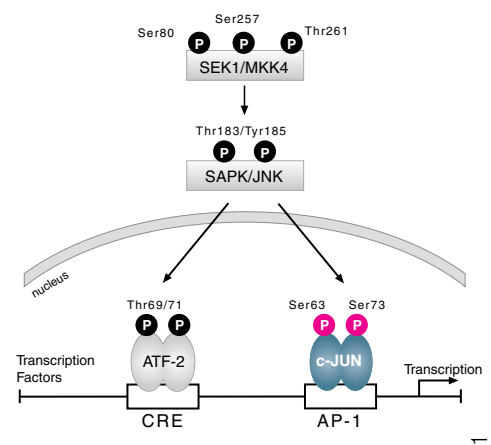 Ser257
Ser80
Thr261
P P P
SEK1/MKK4
Thr183/Tyr185
P P
SAPK/JNK
nucleus
Thr69/71
Ser63 Ser73
P P P P
Transcription
Factors
ATF-2
c-JUN
Transcription
CRE
AP-1